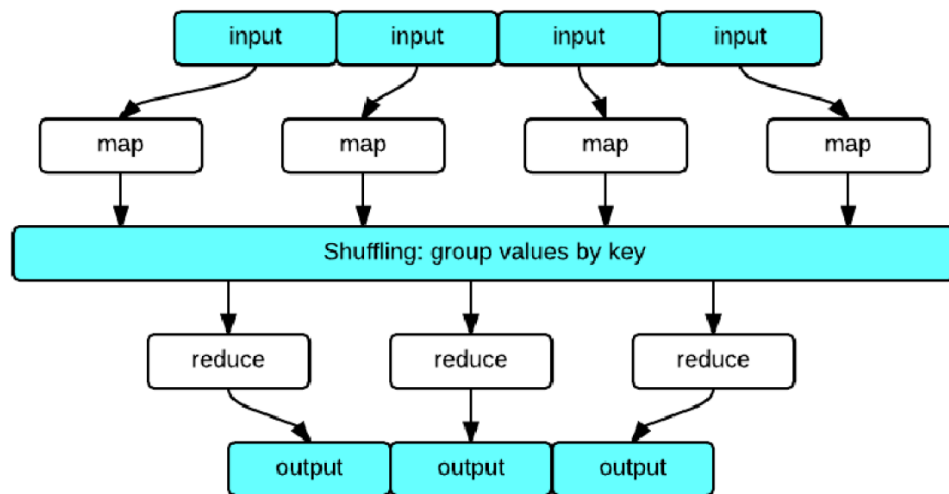 input input input input
map map map map
Shuffling: group values by key
reduce reduce reduce
output output output